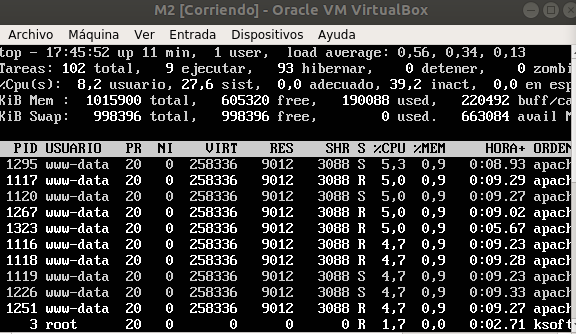 M2 [Corriendo] - Oracle VM VirtualBox
Archivo Máquina Ver Entrada Dispositivos Ayuda
top - 17:45:52 up 11 min, 1 user, load average: 0,56, 0,34, 0,13
Tareas: 102 total, 9 ejecutar, 93 hibernar, 0 detener, 0 zombi
%Cpu(s): 8,2 usuario, 27,6 sist, 0,0 adecuado, 39,2 inact, 0,0 en esp
KiB Mem : 1015900 total, 605320 free, 190088 used, 220492 buff/ca
KiB Swap: 998396 total, 998396 free, 0 used. 663084 avail M
PID USUARIO PR NI VIRT RES SHR S %CPU %MEM HORA+ ORDEN
1295 www-data 20 0 258336 9012 3088 S 5,3 0,9 0:08.93 apach
1117 www-data 20 0 258336 9012 3088 R 5,0 0,9 0:09.29 apach
1120 www-data 20 0 258336 9012 3088 S 5,0 0,9 0:09.27 apach
1267 www-data 20 0 258336 9012 3088 R 5,0 0,9 0:09.02 apach
1323 www-data 20 0 258336 9012 3088 R 5,0 0,9 0:05.67 apach
1116 www-data 20 0 258336 9012 3088 R 4,7 0,9 0:09.23 apach
1118 www-data 20 0 258336 9012 3088 R 4,7 0,9 0:09.28 apach
1119 www-data 20 0 258336 9012 3088 S 4,7 0,9 0:09.23 apach
1226 www-data 20 0 258336 9012 3088 S 4,7 0,9 0:09.33 apach
1251 www-data 20 0 258336 9012 3088 R 4,7 0,9 0:09.27 apach
3 root 20 0 0 0 0 R 1,7 0,0 0:02.71 ksoft